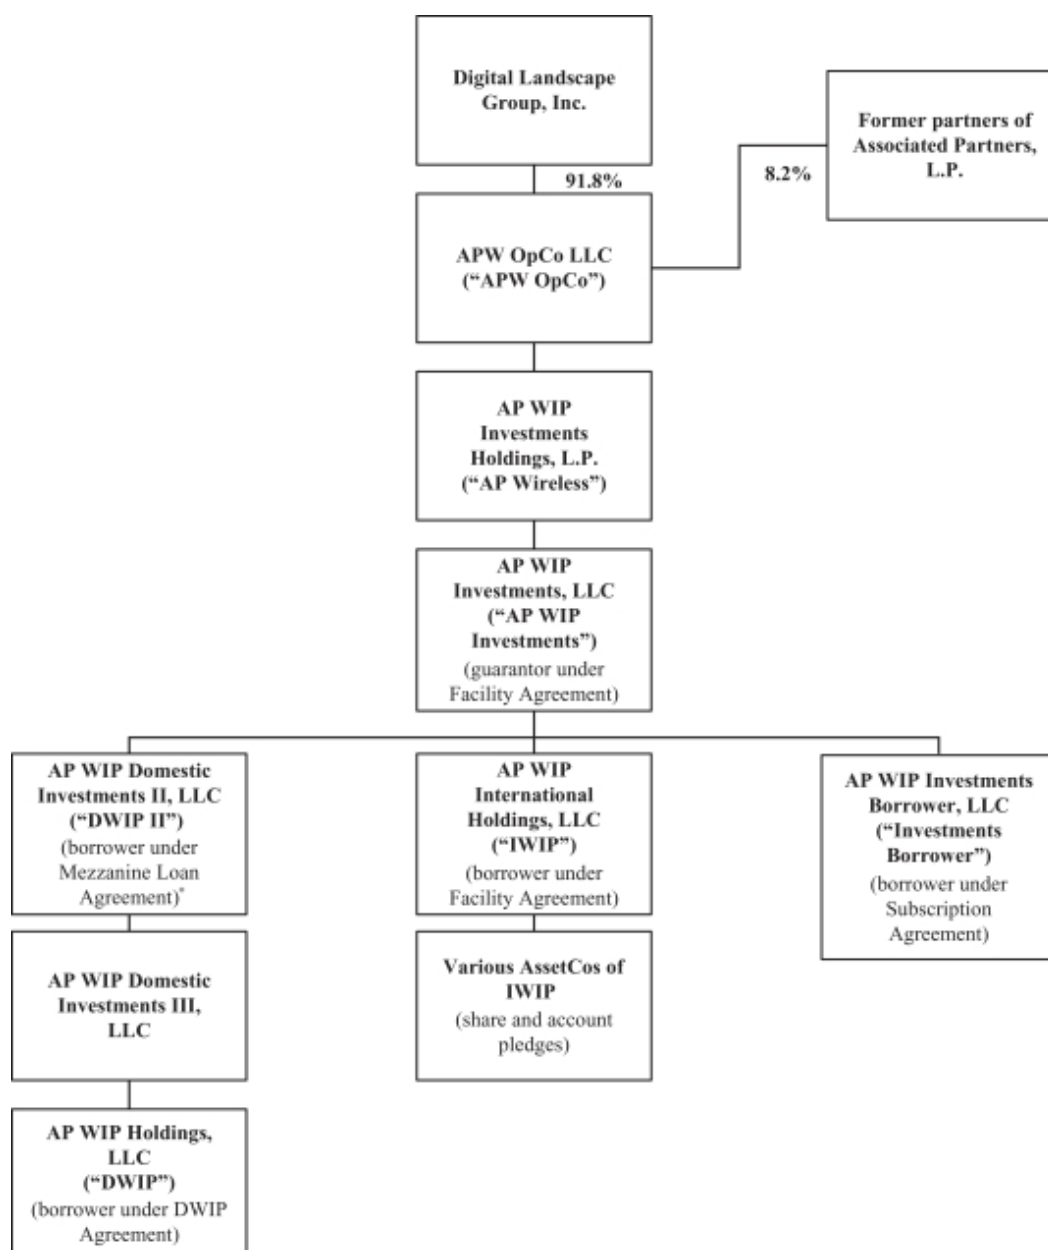 Digital Landscape
Group, Inc.
Former partners of
Associated Partners,
L.P.
91.8%
8.2%
APW OpCo LLC
(“APW OpCo”)
AP WIP
Investments
Holdings, L.P.
(“AP Wireless”)
AP WIP
Investments, LLC
(“AP WIP
Investments”)
(guarantor under
Facility Agreement)
AP WIP Domestic
Investments II, LLC
(“DWIP II”)
(borrower under
Mezzanine Loan
Agreement)*
AP WIP
International
Holdings, LLC
(“IWIP”)
(borrower under
Facility Agreement)
AP WIP Investments
Borrower, LLC
(“Investments
Borrower”)
(borrower under
Subscription
Agreement)
AP WIP Domestic
Investments III,
LLC
Various AssetCos of
IWIP
(share and account
pledges)
AP WIP Holdings,
LLC
(“DWIP”)
(borrower under DWIP
Agreement)